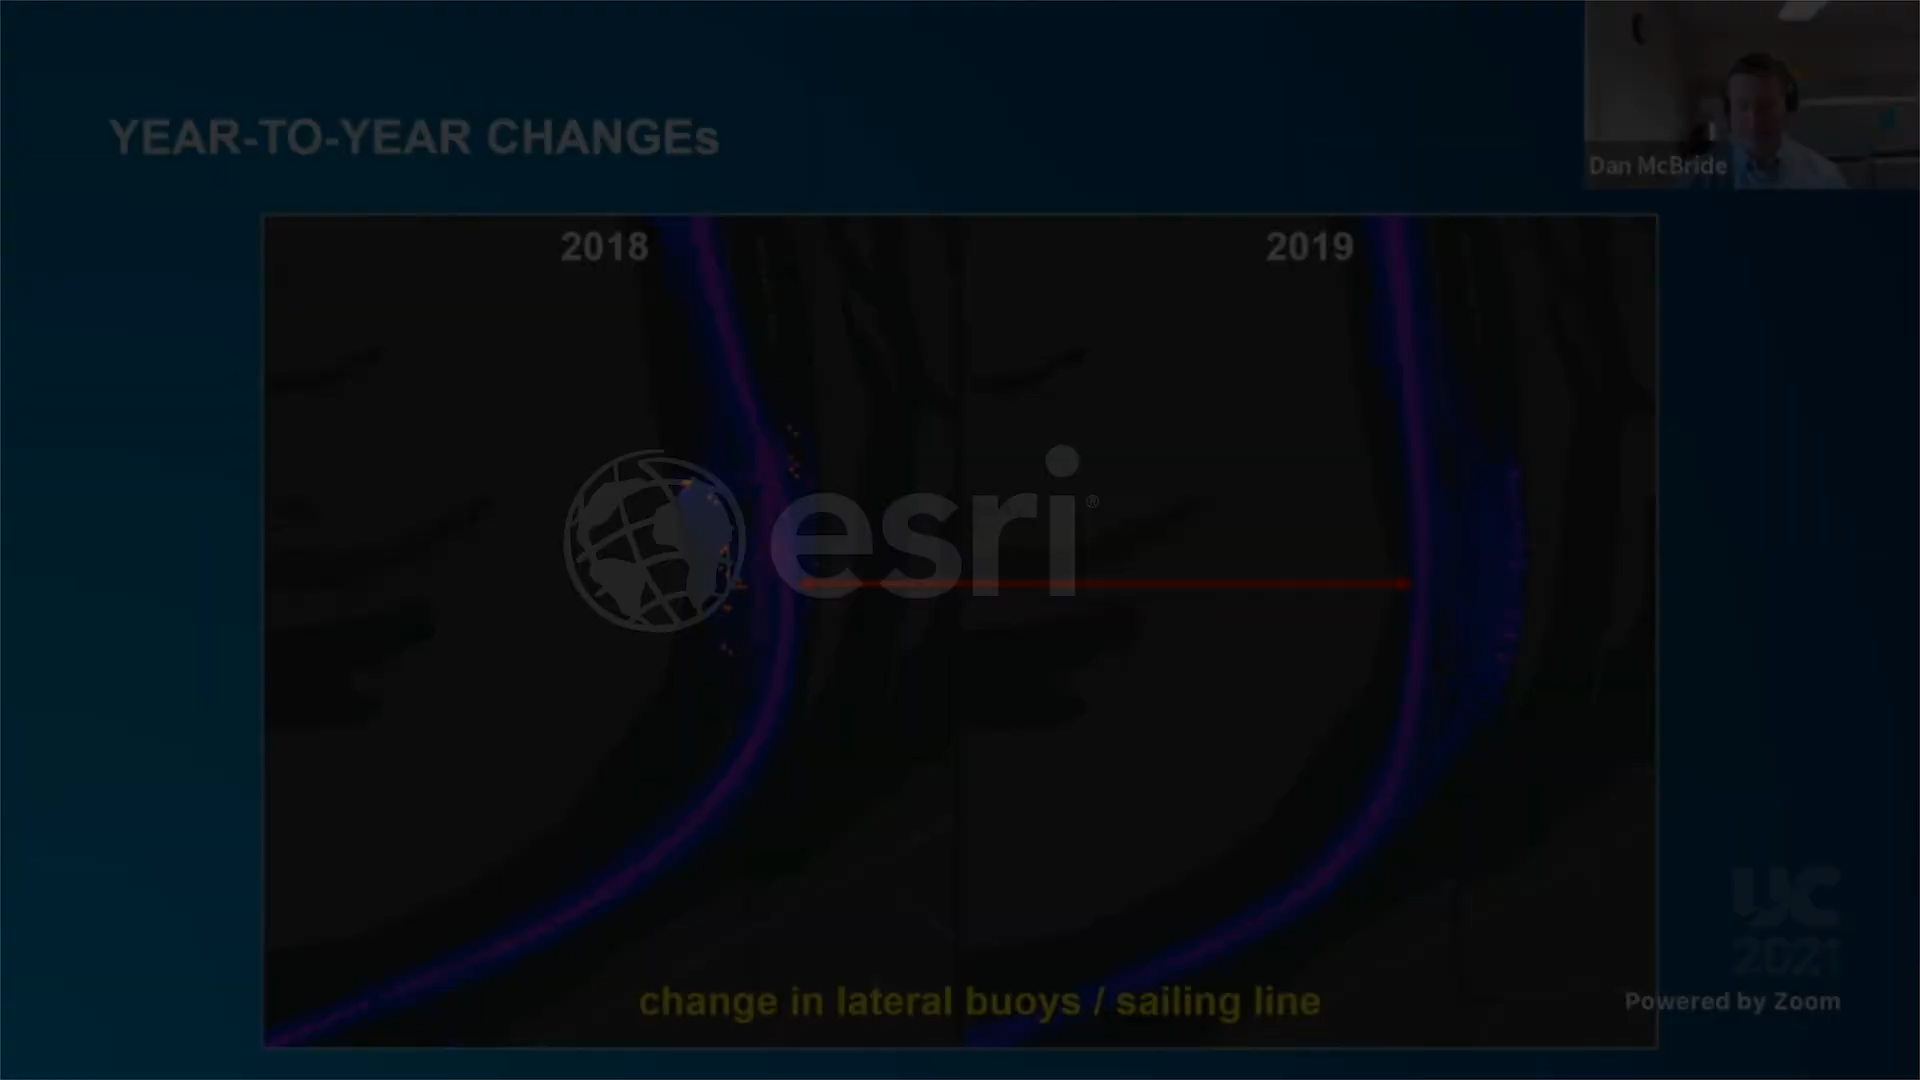 YEAR-TO-YEAR CHANGEs
Dan McBride
2018
2019
esri®
change in lateral buoys / sailing line
UC
2021
Powered by Zoom